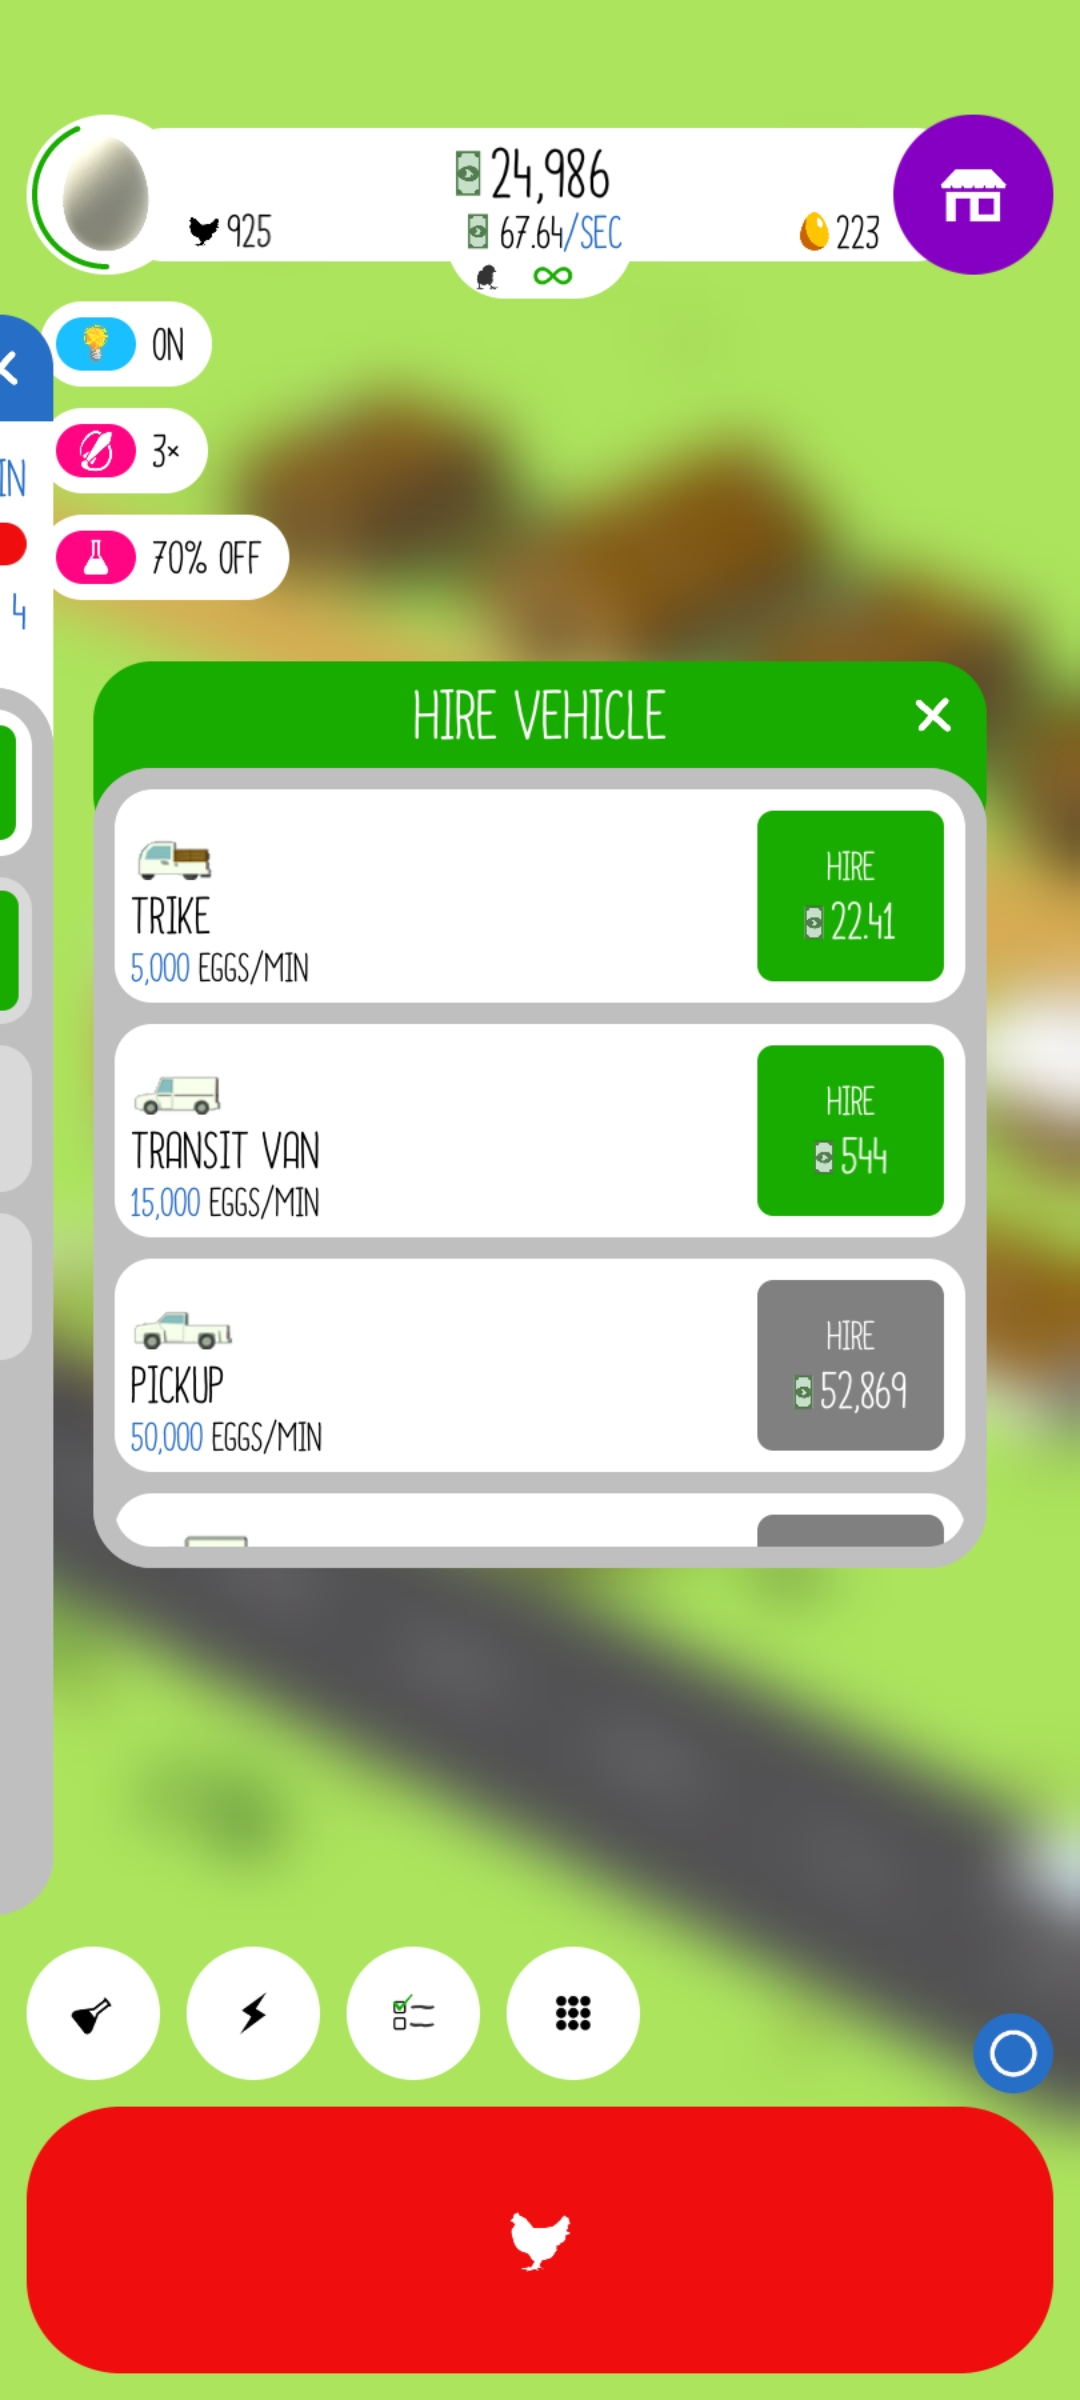 24,986
925
67.64/SEC
223
ON
IN
3×
70% OFF
4
HIRE VEHICLE
TRIKE
5,000 EGGS/MIN
HIRE
22.41
TRANSIT VAN
15,000 EGGS/MIN
HIRE
544
PICKUP
50,000 EGGS/MIN
HIRE
52,869